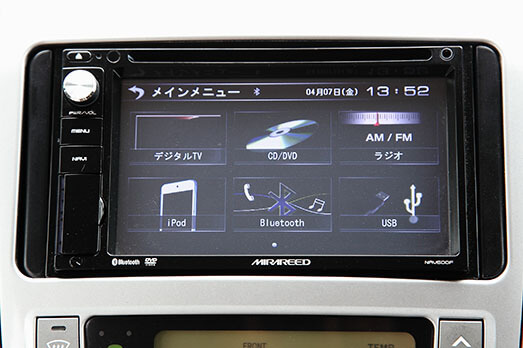 メインメニュー 04月07日(金) 13:52
PWR/VOL
MENU
NAVI
デジタルTV CD/DVD AM / FM
ラジオ
iPod Bluetooth USB
Bluetooth DVD MIRAREED NAV600F
FRONT TEMP